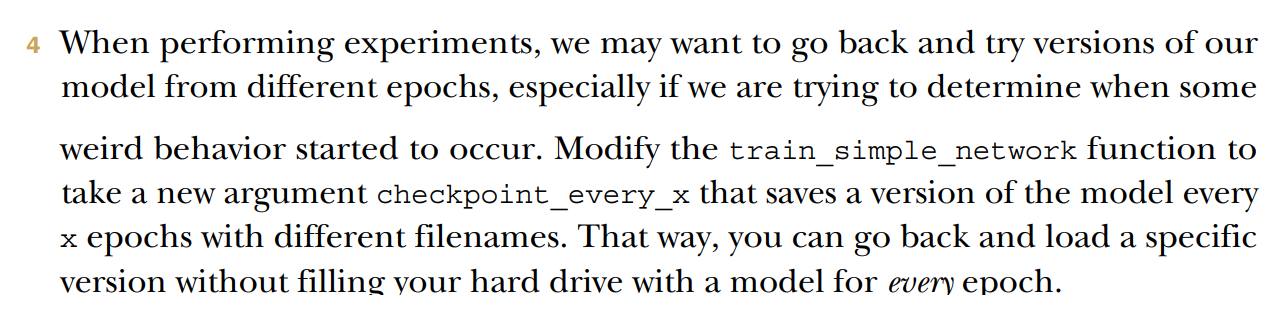 4 When performing experiments, we may want to go back and try versions of our
model from different epochs, especially if we are trying to determine when some
weird behavior started to occur. Modify the train_simple_network function to
take a new argument checkpoint_every_x that saves a version of the model every
x epochs with different filenames. That way, you can go back and load a specific
version without filling your hard drive with a model for every epoch.